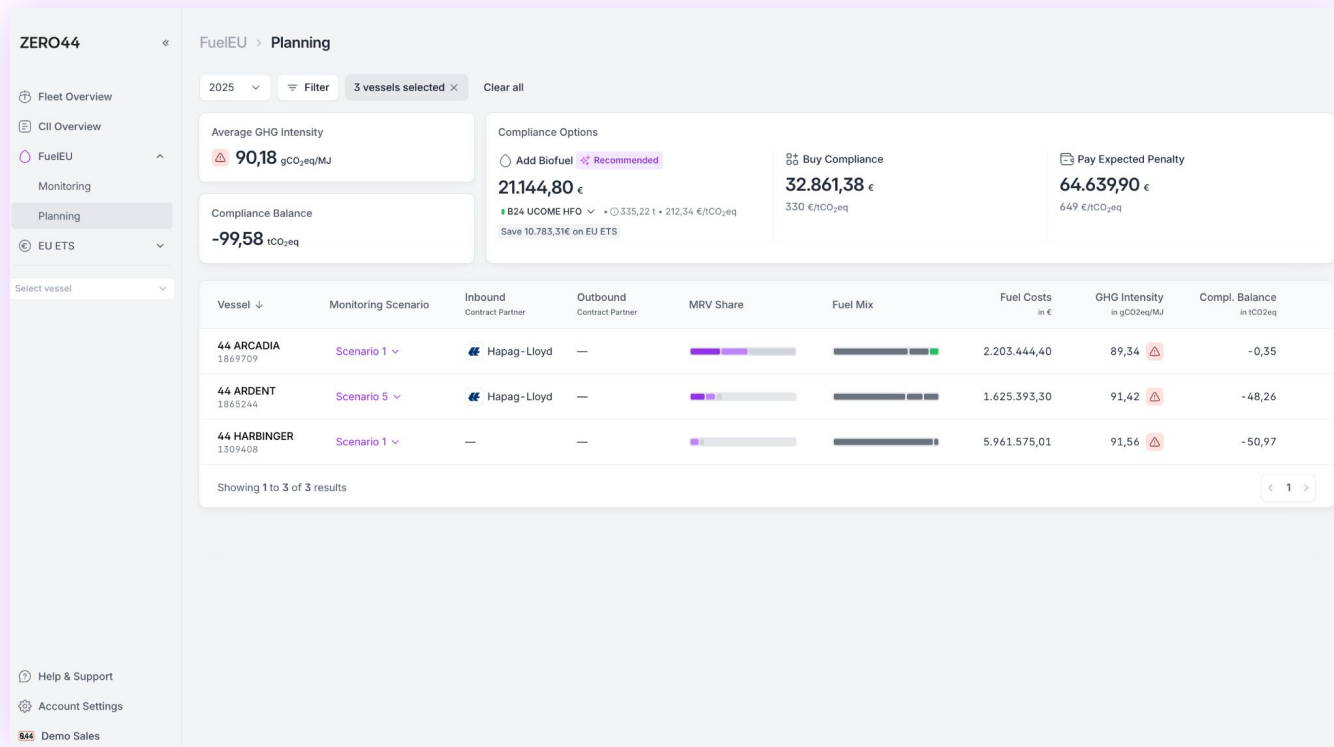 ZERO44 «
FuelEU > Planning
Fleet Overview
CII Overview
FuelEU
Monitoring
Planning
EU ETS
Select vessel
2025
Filter
3 vessels selected ×
Clear all
Average GHG Intensity
90,18 gCO₂eq/MJ
Compliance Balance
-99,58 tCO₂eq
Compliance Options
Add Biofuel Recommended
21.144,80 €
B24 UCOME HFO • 335,22 t • 212,34 €/tCO₂eq
Save 10.783,31€ on EU ETS
Buy Compliance
32.861,38 €
330 €/tCO₂eq
Pay Expected Penalty
64.639,90 €
649 €/tCO₂eq
Vessel ↓ Monitoring Scenario Inbound Contract Partner Outbound Contract Partner MRV Share Fuel Mix Fuel Costs in € GHG Intensity in gCO2eq/MJ Compl. Balance in tCO2eq
44 ARCADIA
1869709
Scenario 1 Hapag-Lloyd — 2.203.444,40 89,34 -0,35
44 ARDENT
1865244
Scenario 5 Hapag-Lloyd — 1.625.393,30 91,42 -48,26
44 HARBINGER
1309408
Scenario 1 — — 5.961.575,01 91,56 -50,97
Showing 1 to 3 of 3 results
< 1 >
Help & Support
Account Settings
0,44 Demo Sales